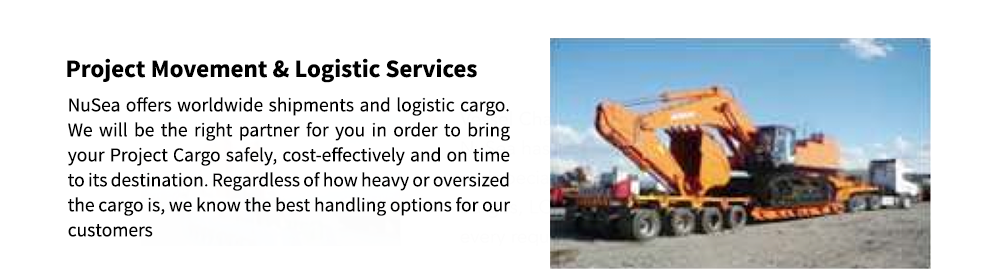 Project Movement & Logistic Services
NuSea offers worldwide shipments and logistic cargo.
We will be the right partner for you in order to bring
your Project Cargo safely, cost-effectively and on time
to its destination. Regardless of how heavy or oversized
the cargo is, we know the best handling options for our
customers